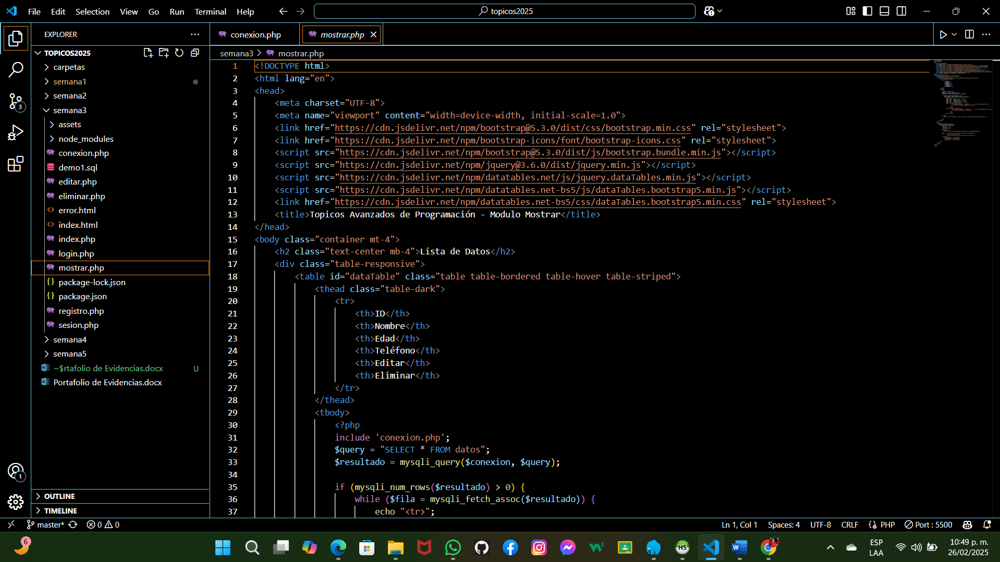 File Edit Selection View Go Run Terminal Help
topicos2025
EXPLORER
TOPICOS2025
carpetas
semana1
semana2
semana3
assets
node_modules
conexion.php
demo1.sql
editar.php
eliminar.php
error.html
index.html
index.php
login.php
mostrar.php
package-lock.json
package.json
registro.php
sesion.php
semana4
semana5
~$rtafolio de Evidencias.docx U
Portafolio de Evidencias.docx
OUTLINE
TIMELINE
3
1
conexion.php mostrar.php
semana3 > mostrar.php
1 <!DOCTYPE html>
2 <html lang="en">
3 <head>
4 <meta charset="UTF-8">
5 <meta name="viewport" content="width=device-width, initial-scale=1.0">
6 <link href="https://cdn.jsdelivr.net/npm/bootstrap@5.3.0/dist/css/bootstrap.min.css" rel="stylesheet">
7 <link href="https://cdn.jsdelivr.net/npm/bootstrap-icons/font/bootstrap-icons.css" rel="stylesheet">
8 <script src="https://cdn.jsdelivr.net/npm/bootstrap@5.3.0/dist/js/bootstrap.bundle.min.js"></script>
9 <script src="https://cdn.jsdelivr.net/npm/jquery@3.6.0/dist/jquery.min.js"></script>
10 <script src="https://cdn.jsdelivr.net/npm/datatables.net/js/jquery.dataTables.min.js"></script>
11 <script src="https://cdn.jsdelivr.net/npm/datatables.net-bs5/js/dataTables.bootstrap5.min.js"></script>
12 <link href="https://cdn.jsdelivr.net/npm/datatables.net-bs5/css/dataTables.bootstrap5.min.css" rel="stylesheet">
13 <title>Topicos Avanzados de Programación - Modulo Mostrar</title>
14 </head>
15 <body class="container mt-4">
16 <h2 class="text-center mb-4">Lista de Datos</h2>
17 <div class="table-responsive">
18 <table id="dataTable" class="table table-bordered table-hover table-striped">
19 <thead class="table-dark">
20 <tr>
21 <th>ID</th>
22 <th>Nombre</th>
23 <th>Edad</th>
24 <th>Teléfono</th>
25 <th>Editar</th>
26 <th>Eliminar</th>
27 </tr>
28 </thead>
29 <tbody>
30 <?php
31 include 'conexion.php';
32 $query = "SELECT * FROM datos";
33 $resultado = mysqli_query($conexion, $query);
34
35 if (mysqli_num_rows($resultado) > 0) {
36 while ($fila = mysqli_fetch_assoc($resultado)) {
37 echo "<tr>";
master* 0 0 Ln 1, Col 1 Spaces: 4 UTF-8 CRLF {} PHP Port : 5500
6
HS
ESP
LAA
10:49 p. m.
26/02/2025